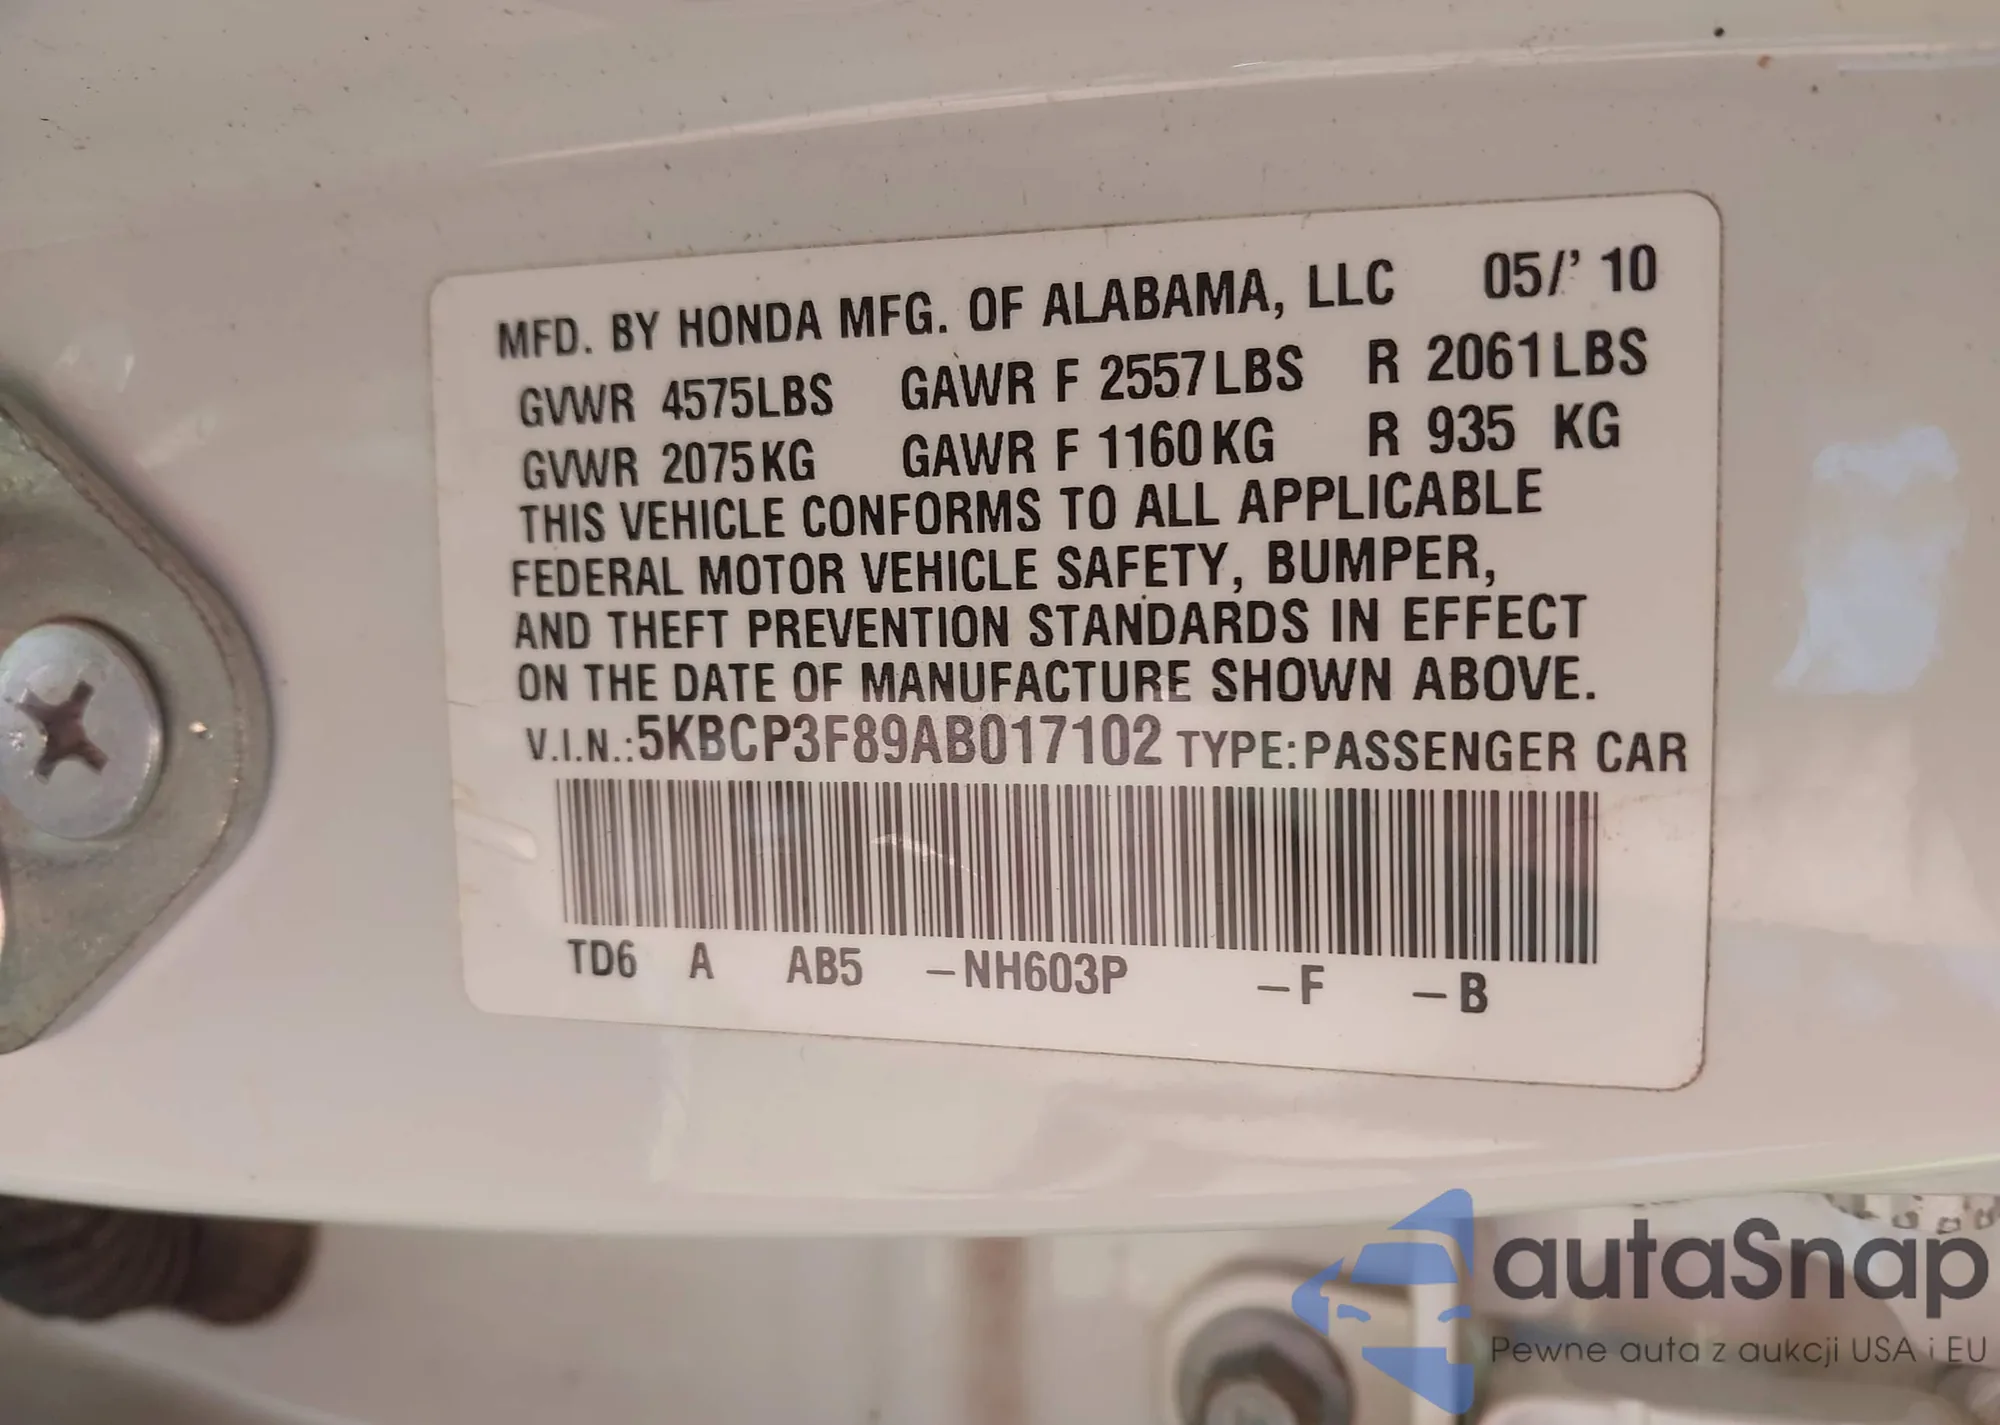 MFD. BY HONDA MFG. OF ALABAMA, LLC 05/' 10
GVWR 4575LBS GAWR F 2557LBS R 2061LBS
GVWR 2075KG GAWR F 1160KG R 935 KG
THIS VEHICLE CONFORMS TO ALL APPLICABLE
FEDERAL MOTOR VEHICLE SAFETY, BUMPER,
AND THEFT PREVENTION STANDARDS IN EFFECT
ON THE DATE OF MANUFACTURE SHOWN ABOVE.
V.I.N.:5KBCP3F89AB017102 TYPE:PASSENGER CAR
TD6 A AB5 –NH603P –F –B
autaSnap
Pewne auta z aukcji USA i EU